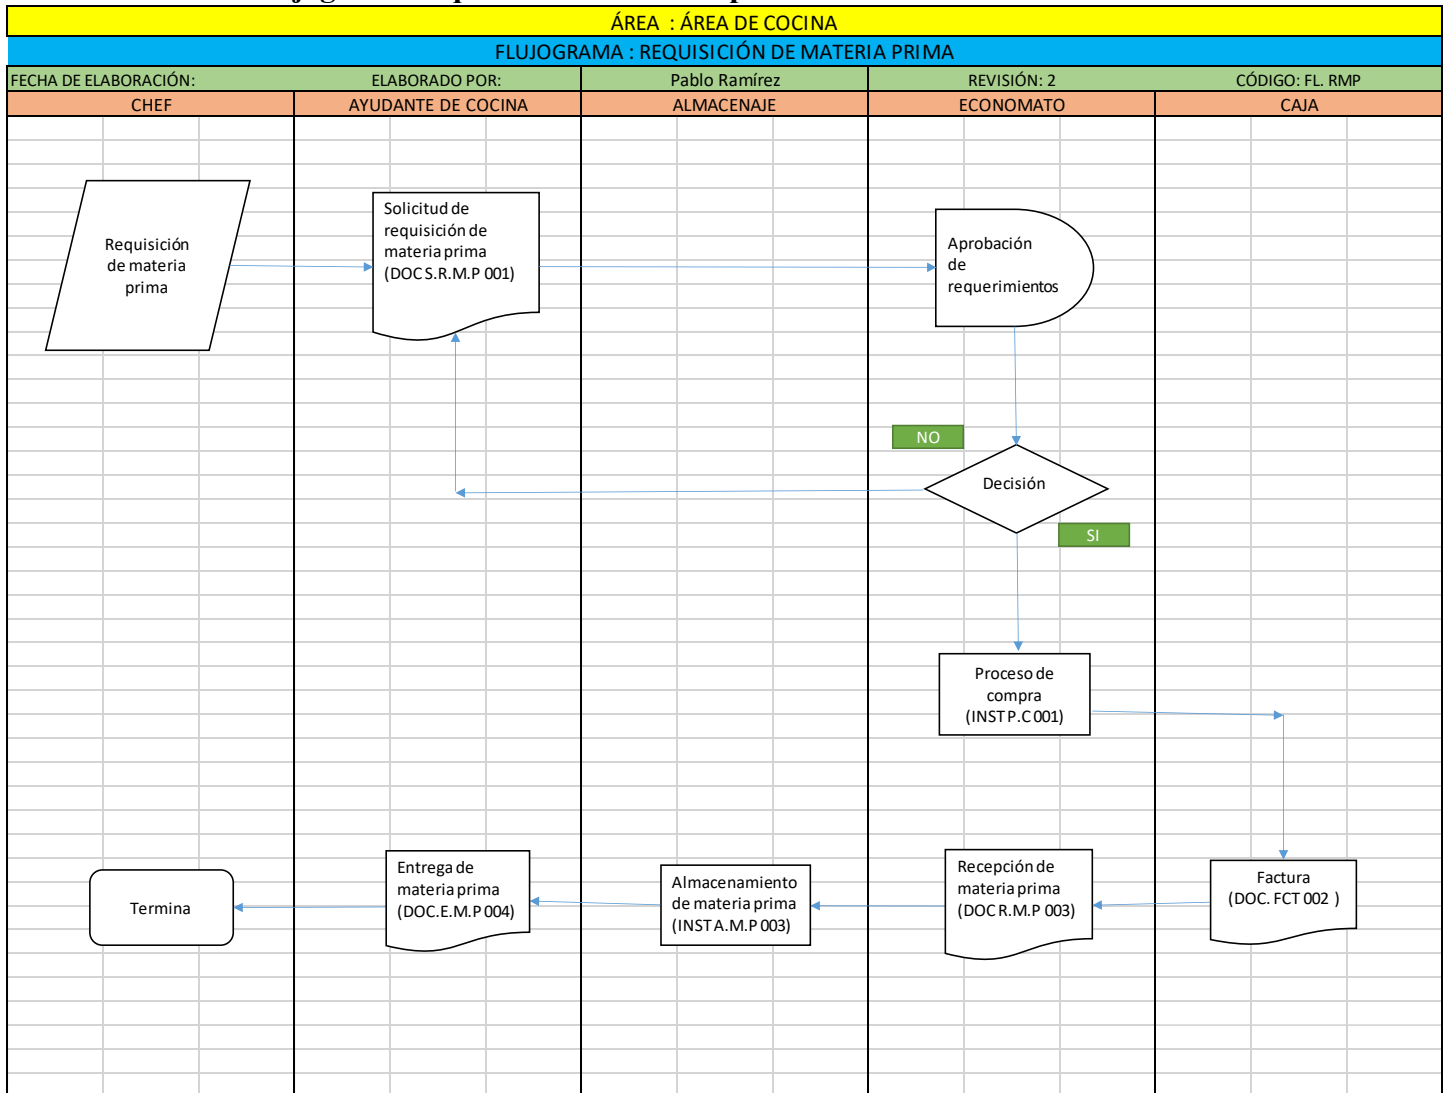 ÁREA : ÁREA DE COCINA
FLUJOGRAMA : REQUISICIÓN DE MATERIA PRIMA
FECHA DE ELABORACIÓN: ELABORADO POR: Pablo Ramírez REVISIÓN: 2 CÓDIGO: FL. RMP
CHEF AYUDANTE DE COCINA ALMACENAJE ECONOMATO CAJA
Requisición
de materia
prima
Solicitud de
requisición de
materia prima
(DOC S.R.M.P 001)
Aprobación
de
requerimientos
NO
Decisión
SI
Proceso de
compra
(INST P.C 001)
Termina
Entrega de
materia prima
(DOC.E.M.P 004)
Almacenamiento
de materia prima
(INST A.M.P 003)
Recepción de
materia prima
(DOC R.M.P 003)
Factura
(DOC. FCT 002 )